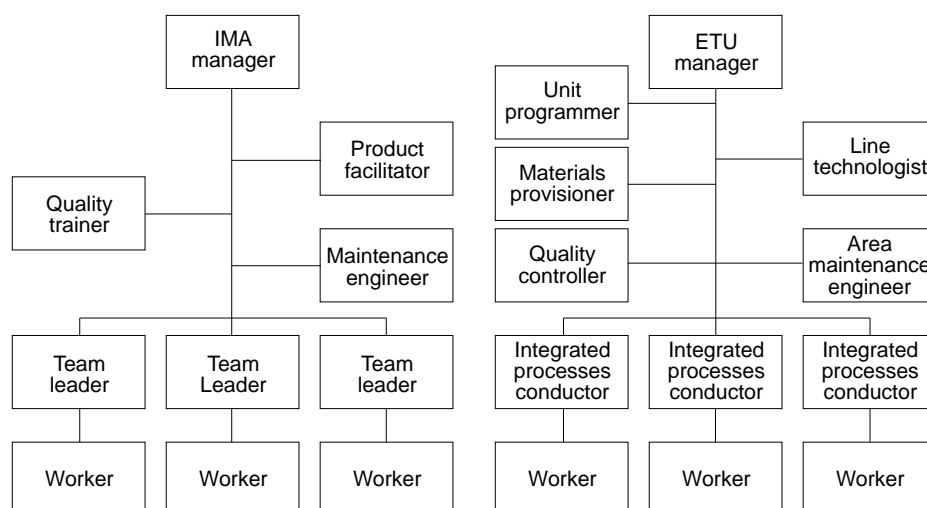 IMA
manager
Product
facilitator
Quality
trainer
Maintenance
engineer
Team
leader
Team
Leader
Team
leader
Worker
Worker
Worker
ETU
manager
Unit
programmer
Line
technologist
Materials
provisioner
Quality
controller
Area
maintenance
engineer
Integrated
processes
conductor
Integrated
processes
conductor
Integrated
processes
conductor
Worker
Worker
Worker